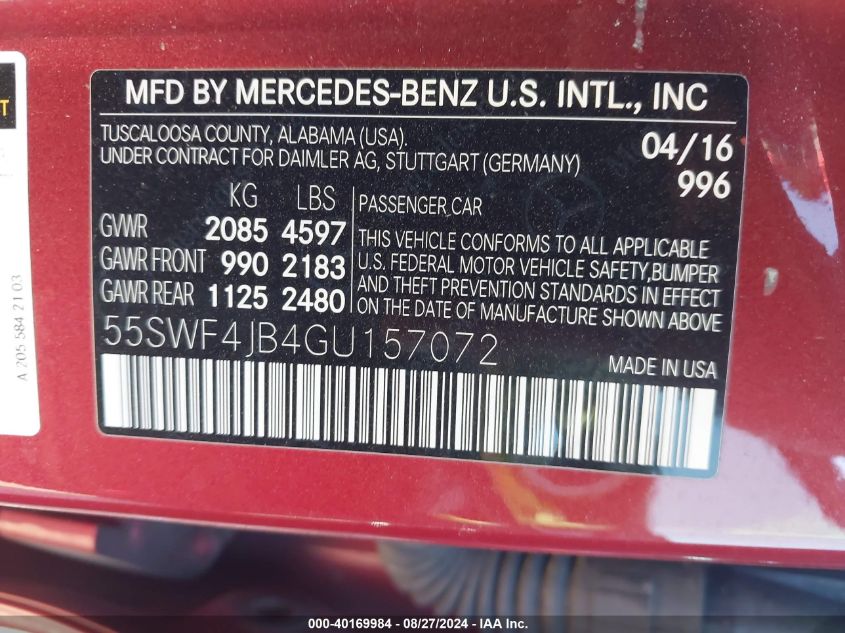 MFD BY MERCEDES-BENZ U.S. INTL., INC
TUSCALOOSA COUNTY, ALABAMA (USA).
UNDER CONTRACT FOR DAIMLER AG, STUTTGART (GERMANY)
04/16
996
KG LBS
GVWR 2085 4597
GAWR FRONT 990 2183
GAWR REAR 1125 2480
PASSENGER CAR
THIS VEHICLE CONFORMS TO ALL APPLICABLE
U.S. FEDERAL MOTOR VEHICLE SAFETY, BUMPER
AND THEFT PREVENTION STANDARDS IN EFFECT
ON THE DATE OF MANUFACTURE SHOWN ABOVE.
55SWF4JB4GU157072
MADE IN USA
A 205 584 21 03
000-40169984 - 08/27/2024 - IAA Inc.